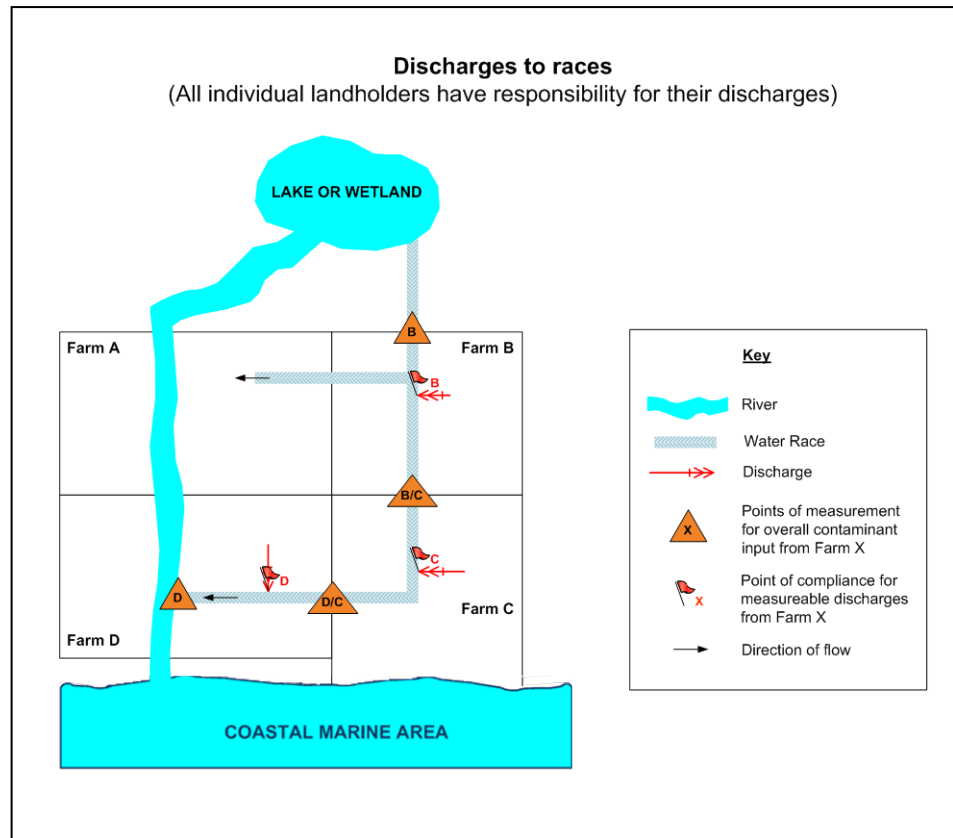 Discharges to races
(All individual landholders have responsibility for their discharges)
LAKE OR WETLAND
B
Farm A
Farm B
B
B/C
C
D
D
D/C
Farm C
Farm D
COASTAL MARINE AREA
Key
River
Water Race
Discharge
X
Points of measurement
for overall contaminant
input from Farm X
X
Point of compliance for
measureable discharges
from Farm X
Direction of flow